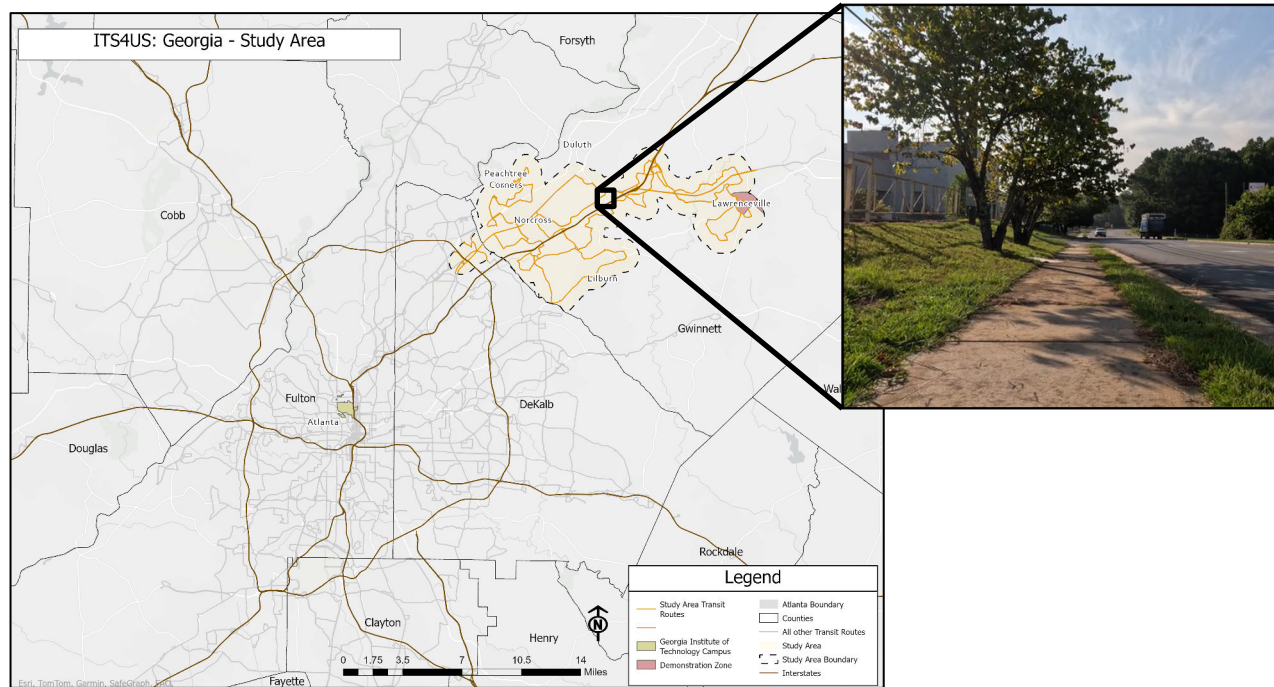 ITS4US: Georgia - Study Area
Forsyth
Duluth
Peachtree
Corners
Cobb
Norcross
Lawrenceville
Lilburn
Gwinnett
Fulton
Atlanta
DeKalb
Douglas
Rockdale
Clayton
Henry
Fayette
N
0 1.75 3.5 7 10.5 14
Miles
Legend
Study Area Transit
Routes
Georgia Institute of
Technology Campus
Demonstration Zone
Atlanta Boundary
Counties
All other Transit Routes
Study Area
Study Area Boundary
Interstates
Esri, TomTom, Garmin, SafeGraph,